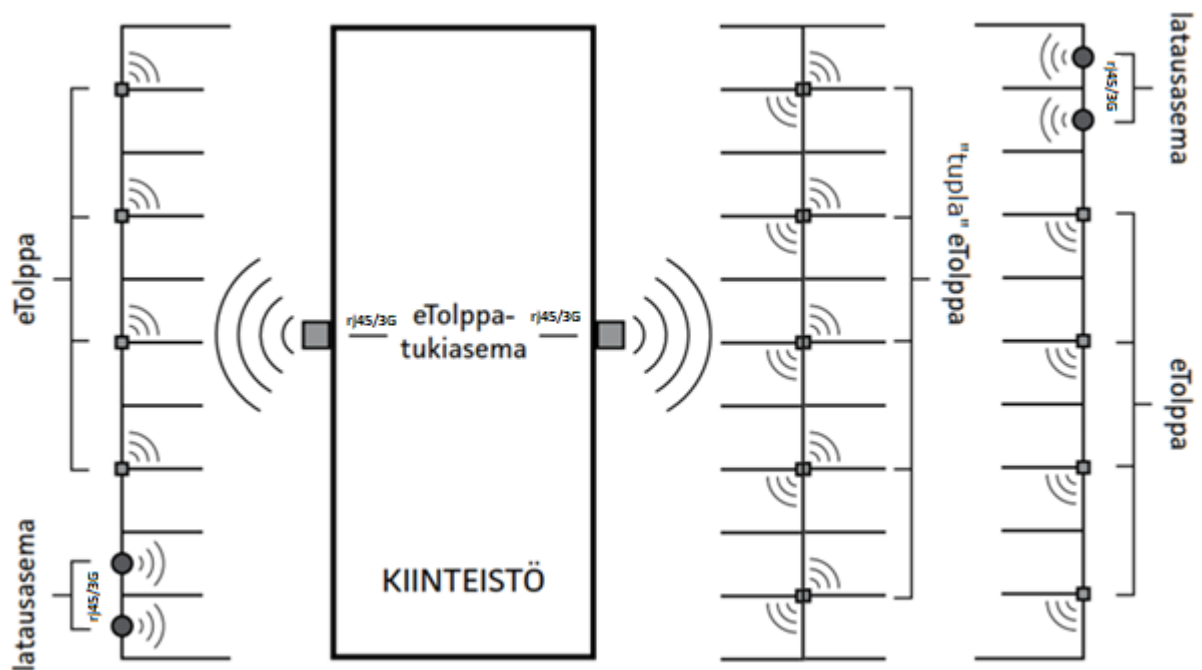 eTolppa
latausasema
rj45/3G
rj45/3G
eTolppa-
tukiasema
rj45/3G
KIINTEISTÖ
"tupla" eTolppa
latausasema
rj45/3G
eTolppa